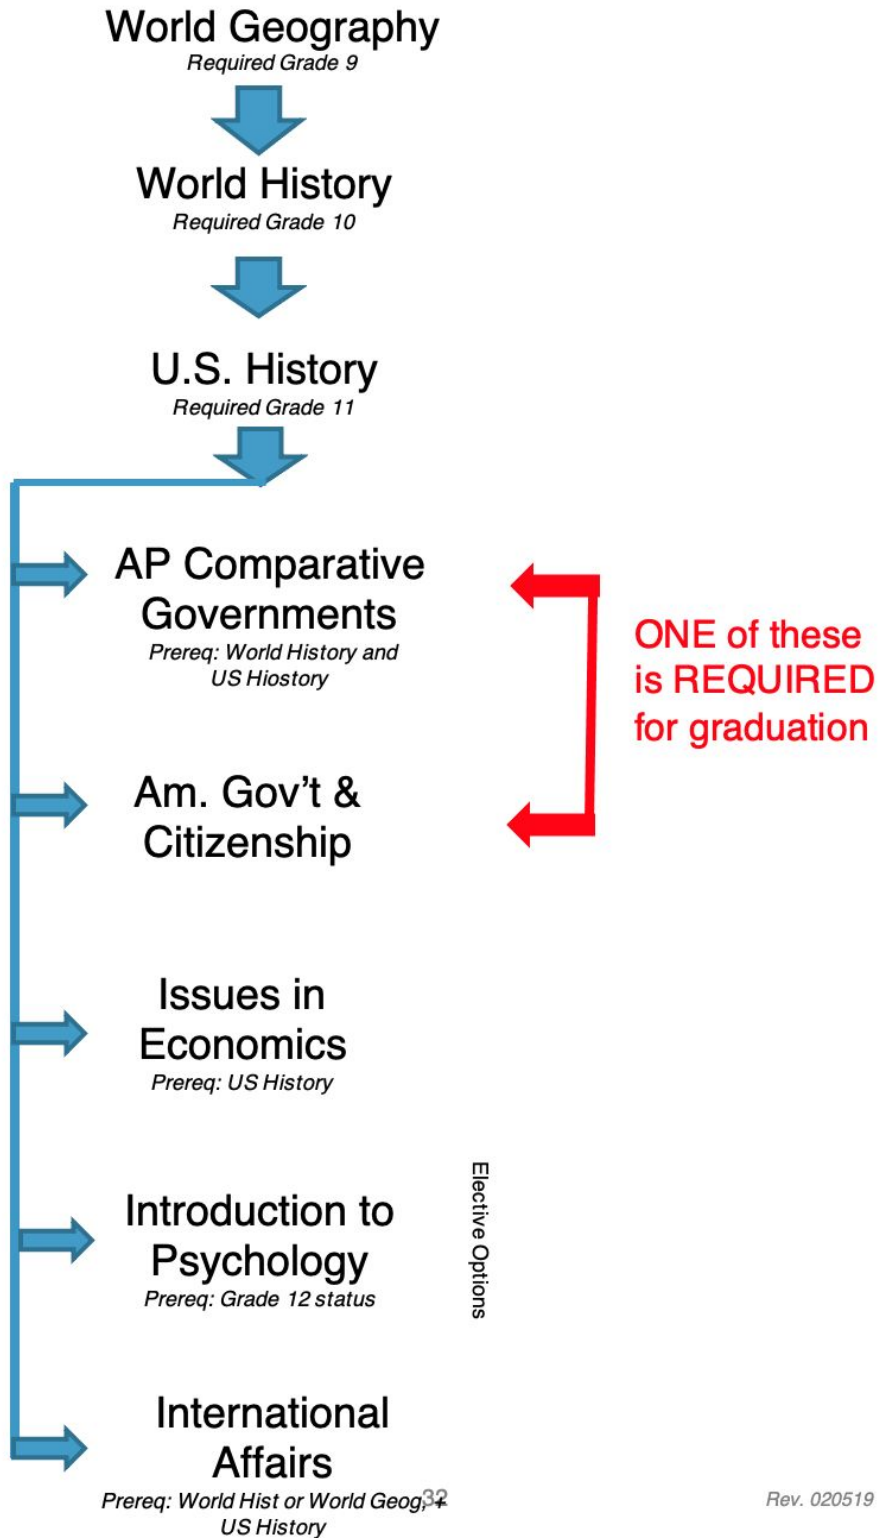 World Geography
Required Grade 9
World History
Required Grade 10
U.S. History
Required Grade 11
AP Comparative
Governments
Prereq: World History and
US Hiostory
ONE of these
is REQUIRED
for graduation
Am. Gov't &
Citizenship
Issues in
Economics
Prereq: US History
Elective Options
Introduction to
Psychology
Prereq: Grade 12 status
International
Affairs
Prereq: World Hist or World Geog, +
US History
32
Rev. 020519